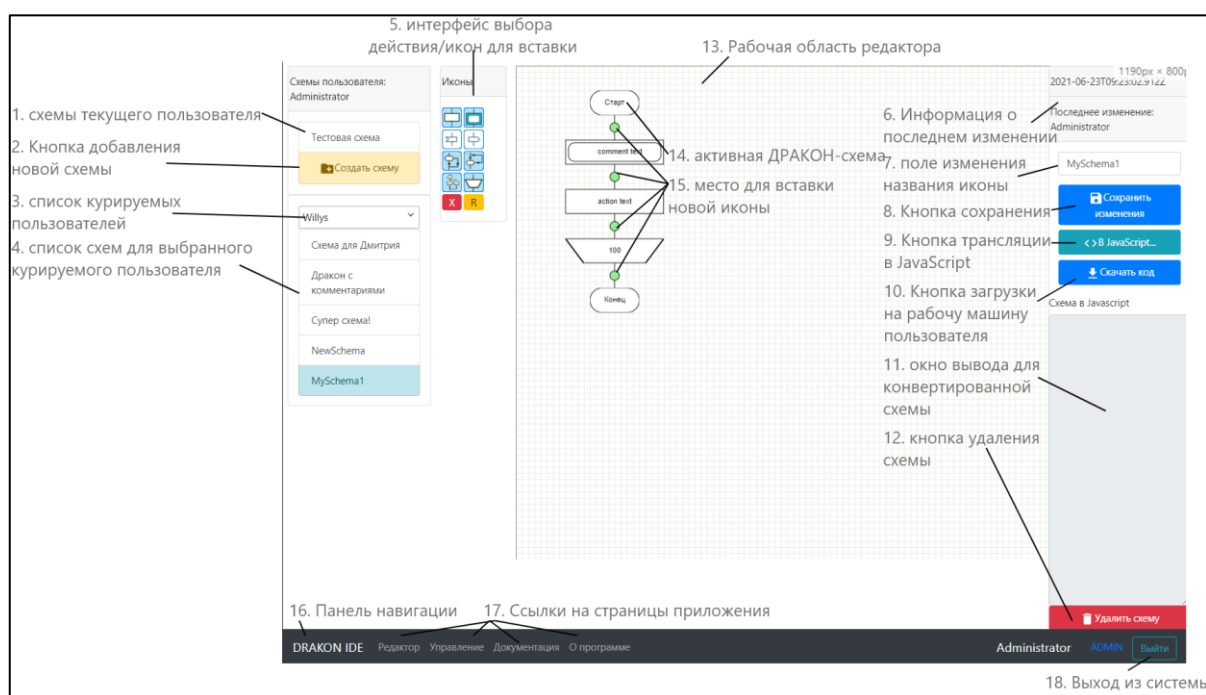 5. интерфейс выбора
действия/икон для вставки
13. Рабочая область редактора
1190px × 800p
Схемы пользователя:
Administrator
Иконы
2021-06-23T09:23:02.912Z
Последнее изменение:
Administrator
1. схемы текущего пользователя
Тестовая схема
2. Кнопка добавления
новой схемы
Создать схему
3. список курируемых
пользователей
Willys
4. список схем для выбранного
курируемого пользователя
Схема для Дмитрия
Дракон с
комментариями
Супер схема!
NewSchema
MySchema1
X
R
Старт
comment text
action text
100
Конец
14. активная ДРАКОН-схема
15. место для вставки
новой иконы
6. Информация о
последнем изменении
7. поле изменения
названия иконы
MySchema1
8. Кнопка сохранения
Сохранить
изменения
9. Кнопка трансляции
в JavaScript
В JavaScript...
Скачать код
10. Кнопка загрузки
на рабочу машину
пользователя
Схема в Javascript
11. окно вывода для
конвертированной
схемы
12. кнопка удаления
схемы
Удалить схему
16. Панель навигации
17. Ссылки на страницы приложения
DRAKON IDE Редактор Управление Документация О программе
Administrator ADMIN Выйти
18. Выход из системы